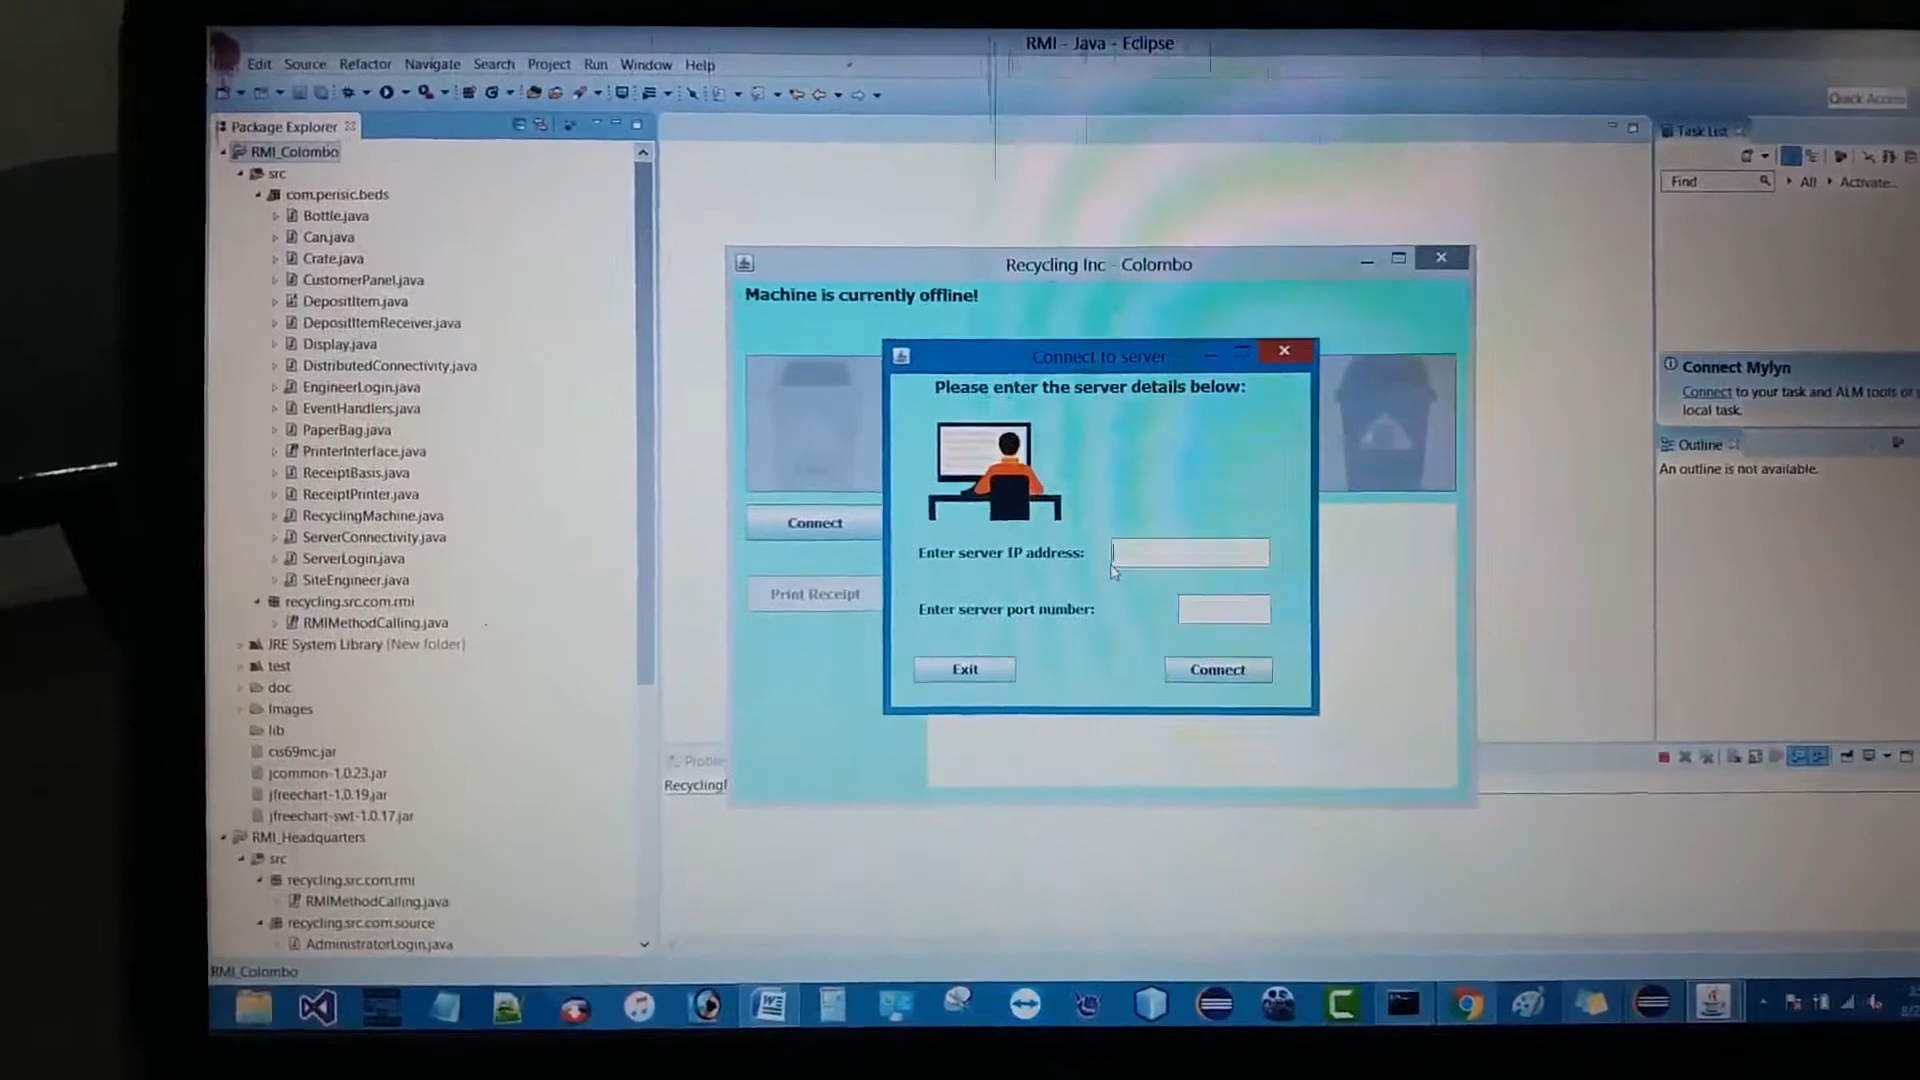 RMI - Java - Eclipse
Edit Source Refactor Navigate Search Project Run Window Help
Quick Access
Package Explorer
RMI_Colombo
src
com.perisic.beds
Bottle.java
Can.java
Crate.java
CustomerPanel.java
DepositItem.java
DepositItemReceiver.java
Display.java
DistributedConnectivity.java
EngineerLogin.java
EventHandlers.java
PaperBag.java
PrinterInterface.java
ReceiptBasis.java
ReceiptPrinter.java
RecyclingMachine.java
ServerConnectivity.java
ServerLogin.java
SiteEngineer.java
recycling.src.com.rmi
RMIMethodCalling.java
JRE System Library (New folder)
test
doc
Images
lib
cis69mc.jar
jcommon-1.0.23.jar
jfreechart-1.0.19.jar
jfreechart-swt-1.0.17.jar
RMI_Headquarters
src
recycling.src.com.rmi
RMIMethodCalling.java
recycling.src.com.source
AdministratorLogin.java
RMI_Colombo
Recycling Inc - Colombo
Machine is currently offline!
Connect
Print Receipt
Connect to server
Please enter the server details below:
Enter server IP address:
Enter server port number:
Exit Connect
Proble
Recycling
Task List
Find All Activate...
Connect Mylyn
Connect to your task and ALM tools or
local task.
Outline
An outline is not available.